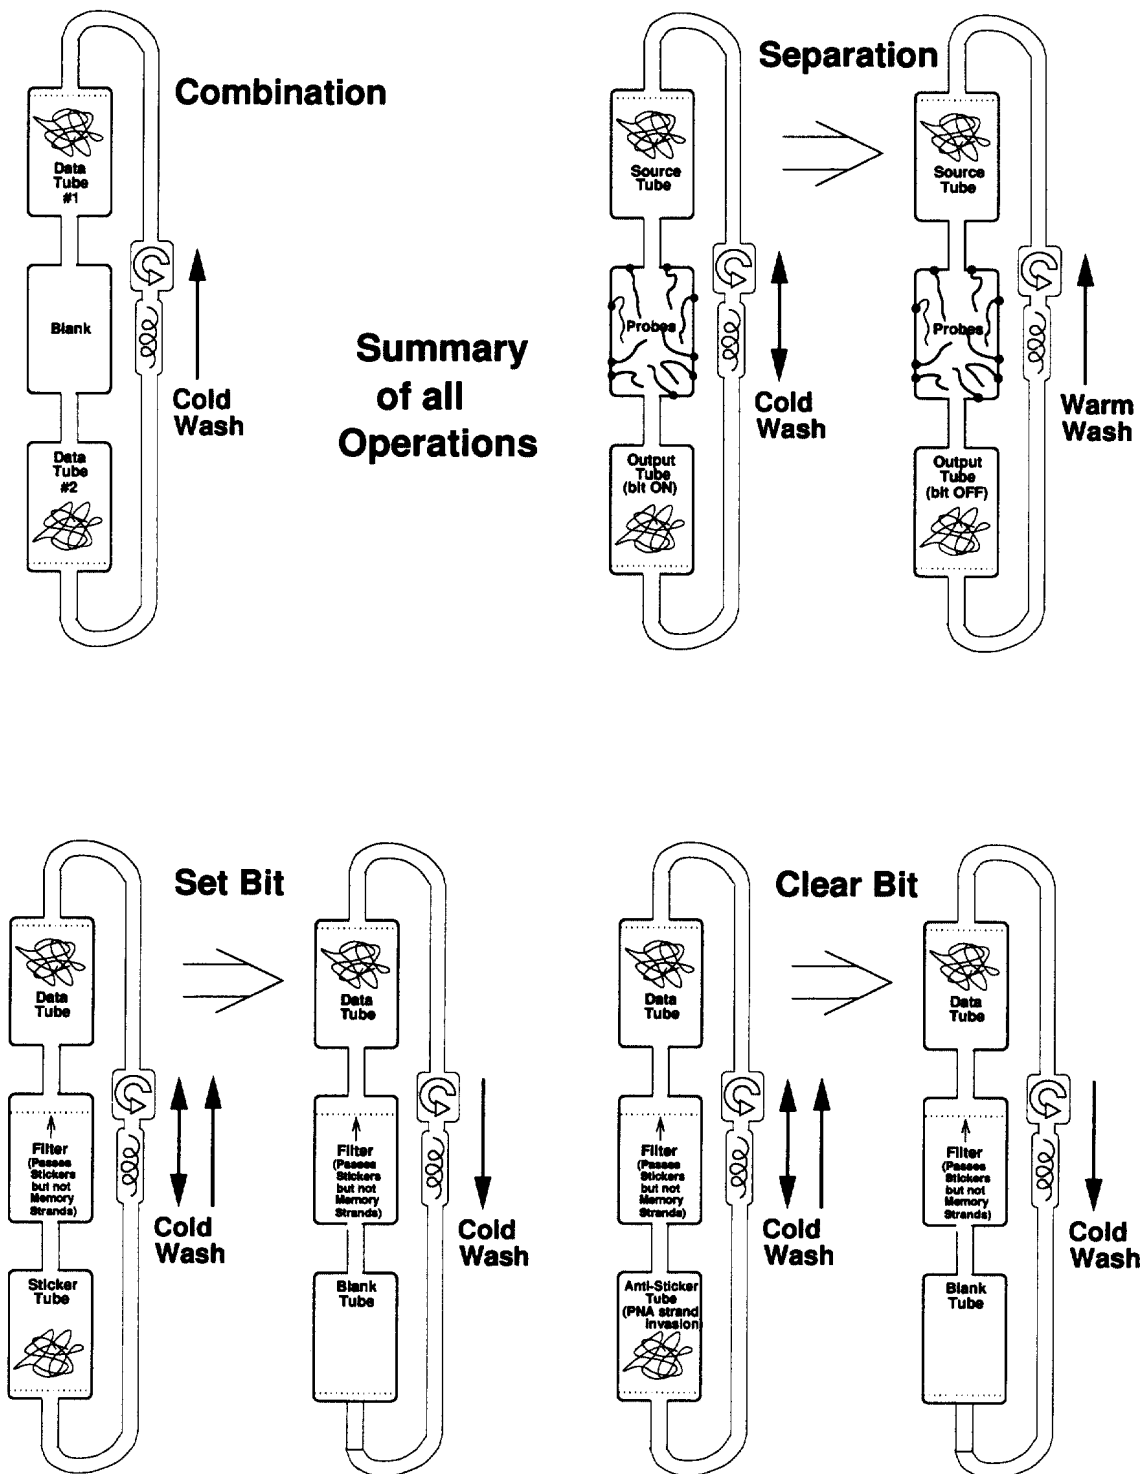 Combination
Data
Tube
#1
Blank
Data
Tube
#2
Cold
Wash
Summary
of all
Operations
Separation
Source
Tube
Probes
Output
Tube
(bit ON)
Cold
Wash
Source
Tube
Probes
Output
Tube
(bit OFF)
Warm
Wash
Set Bit
Data
Tube
Filter
(Passes
Stickers
but not
Memory
Strands)
Sticker
Tube
Cold
Wash
Data
Tube
Filter
(Passes
Stickers
but not
Memory
Strands)
Blank
Tube
Cold
Wash
Clear Bit
Data
Tube
Filter
(Passes
Stickers
but not
Memory
Strands)
Anti-Sticker
Tube
(PNA strand
invasion)
Cold
Wash
Data
Tube
Filter
(Passes
Stickers
but not
Memory
Strands)
Blank
Tube
Cold
Wash